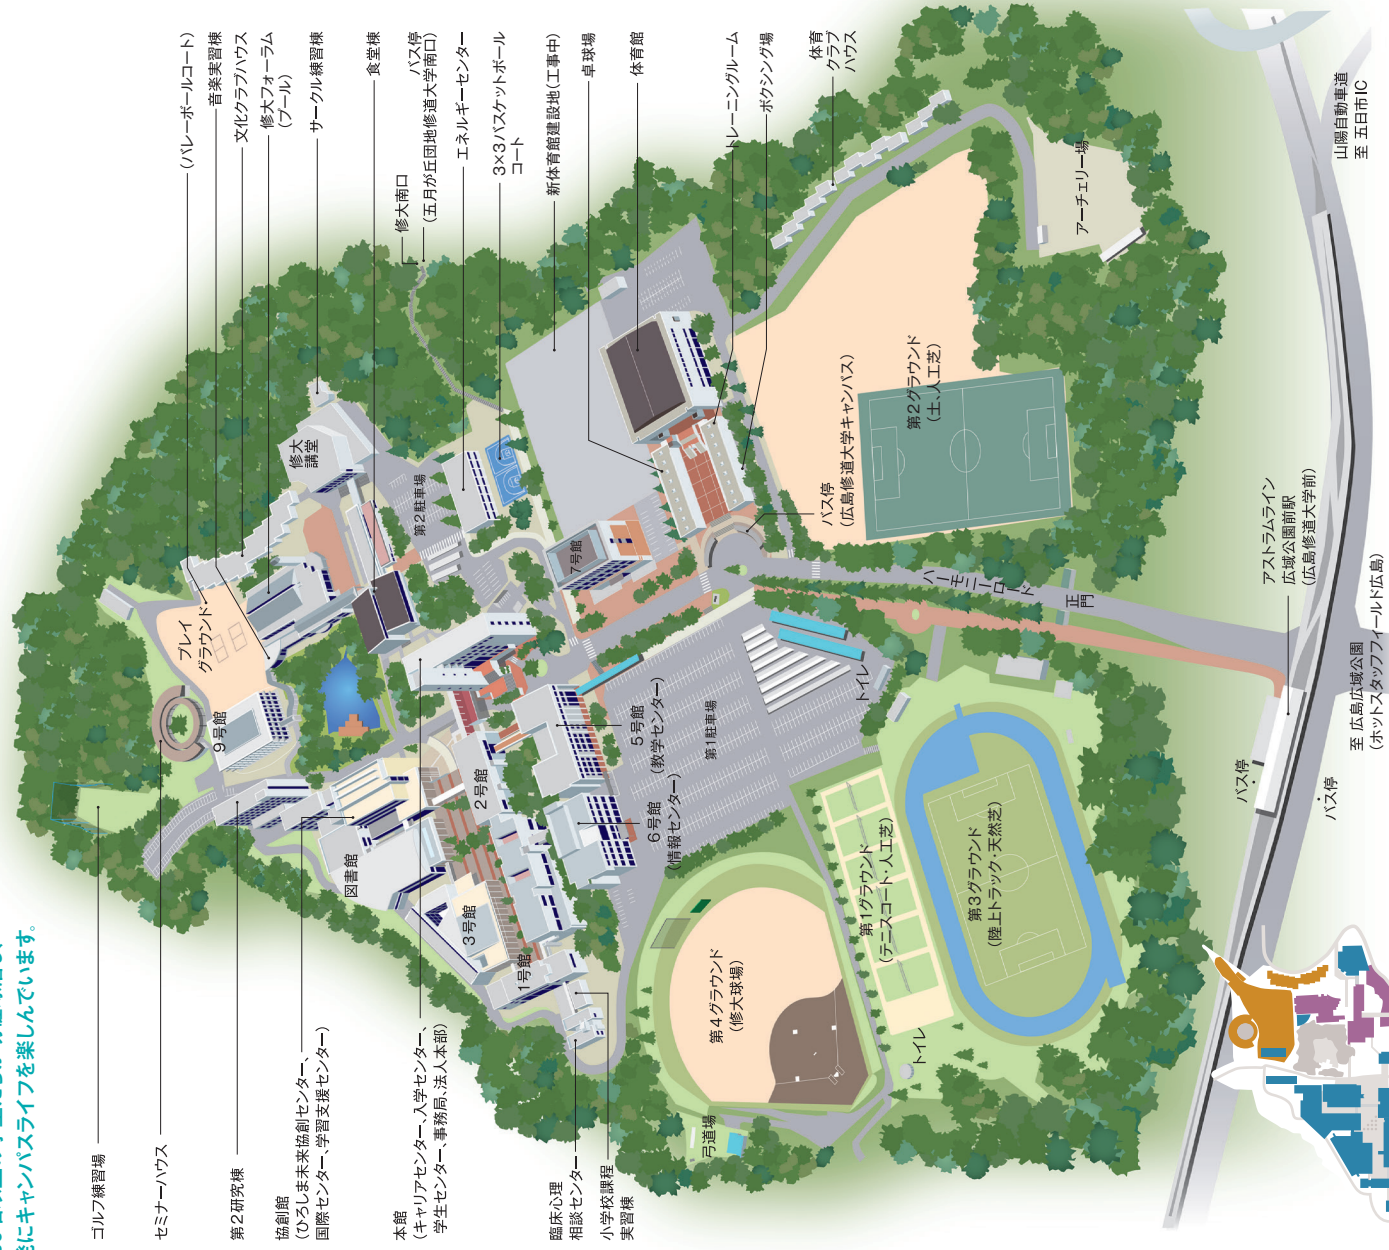 にキャンパスライフを楽しんでいます。
ゴルフ練習場
セミナーハウス
第2研究棟
協創館
(ひろしま未来協創センター、
国際センター、学習支援センター)
本館
(キャリアセンター、入学センター、
学生センター、事務局、法人本部)
臨床心理
相談センター
小学校課程
実習棟
(バレーボールコート)
音楽実習棟
文化クラブハウス
修大フォーラム
(プール)
サークル練習棟
食堂棟
修大南口
バス停
(五月が丘団地修道大学南口)
エネルギーセンター
3×3バスケットボール
コート
新体育館建設地(工事中)
卓球場
体育館
トレーニングルーム
ボクシング場
体育
クラブ
ハウス
プレイ
グラウンド
修大
講堂
9号館
図書館
3号館
1号館
2号館
5号館
(教学センター)
6号館
(情報センター)
7号館
第2駐車場
第1駐車場
トイレ
バス停
(広島修道大学キャンパス)
第2グラウンド
(土、人工芝)
アーチェリー場
ハーモニーロード
正門
第1グラウンド
(テニスコート・人工芝)
第3グラウンド
(陸上トラック・天然芝)
第4グラウンド
(修大球場)
弓道場
トイレ
アストラムライン
広域公園前駅
(広島修道大学前)
バス停
バス停
至 広島広域公園
(ホットスタッフフィールド広島)
山陽自動車道
至 五日市IC